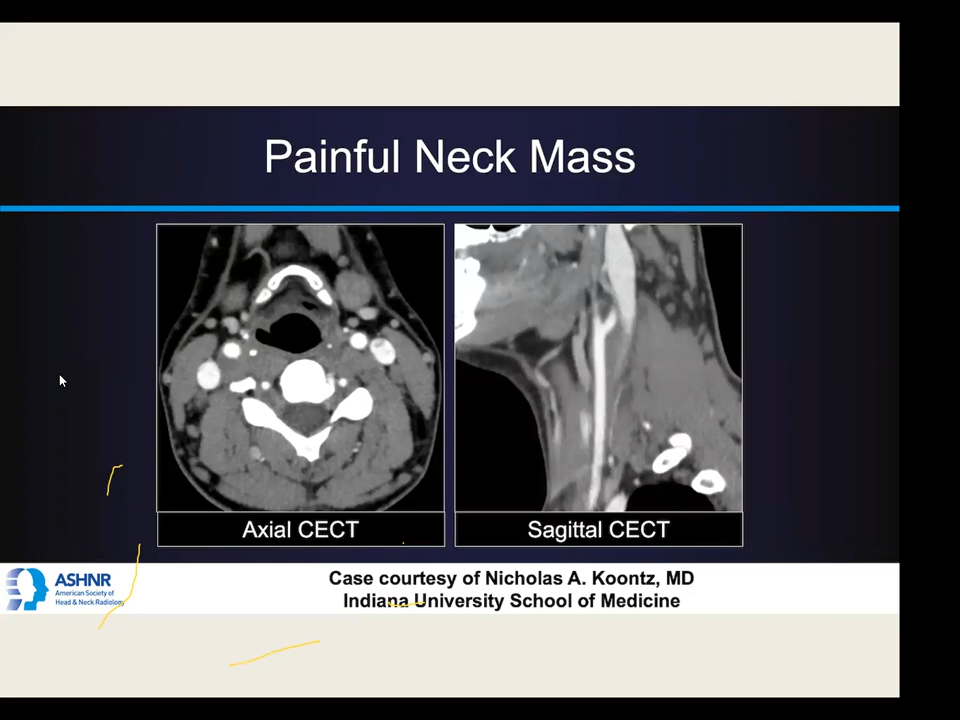 Painful Neck Mass
Axial CECT
Sagittal CECT
ASHNR
American Society of
Head & Neck Radiology
Case courtesy of Nicholas A. Koontz, MD
Indiana University School of Medicine